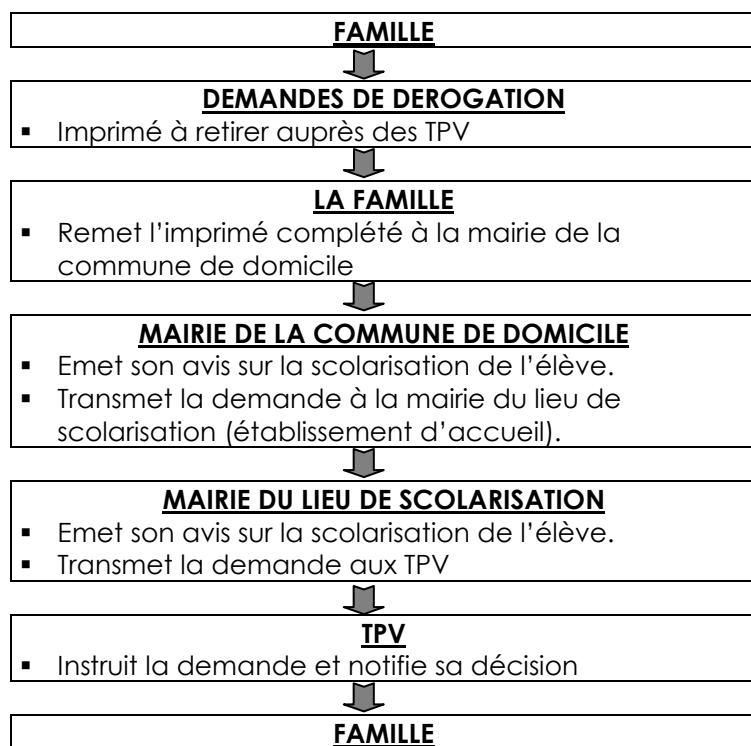 FAMILLE
DEMANDES DE DEROGATION
▪ Imprimé à retirer auprès des TPV
LA FAMILLE
▪ Remet l’imprimé complété à la mairie de la
commune de domicile
MAIRIE DE LA COMMUNE DE DOMICILE
▪ Emet son avis sur la scolarisation de l’élève.
▪ Transmet la demande à la mairie du lieu de
scolarisation (établissement d’accueil).
MAIRIE DU LIEU DE SCOLARISATION
▪ Emet son avis sur la scolarisation de l’élève.
▪ Transmet la demande aux TPV
TPV
▪ Instruit la demande et notifie sa décision
FAMILLE